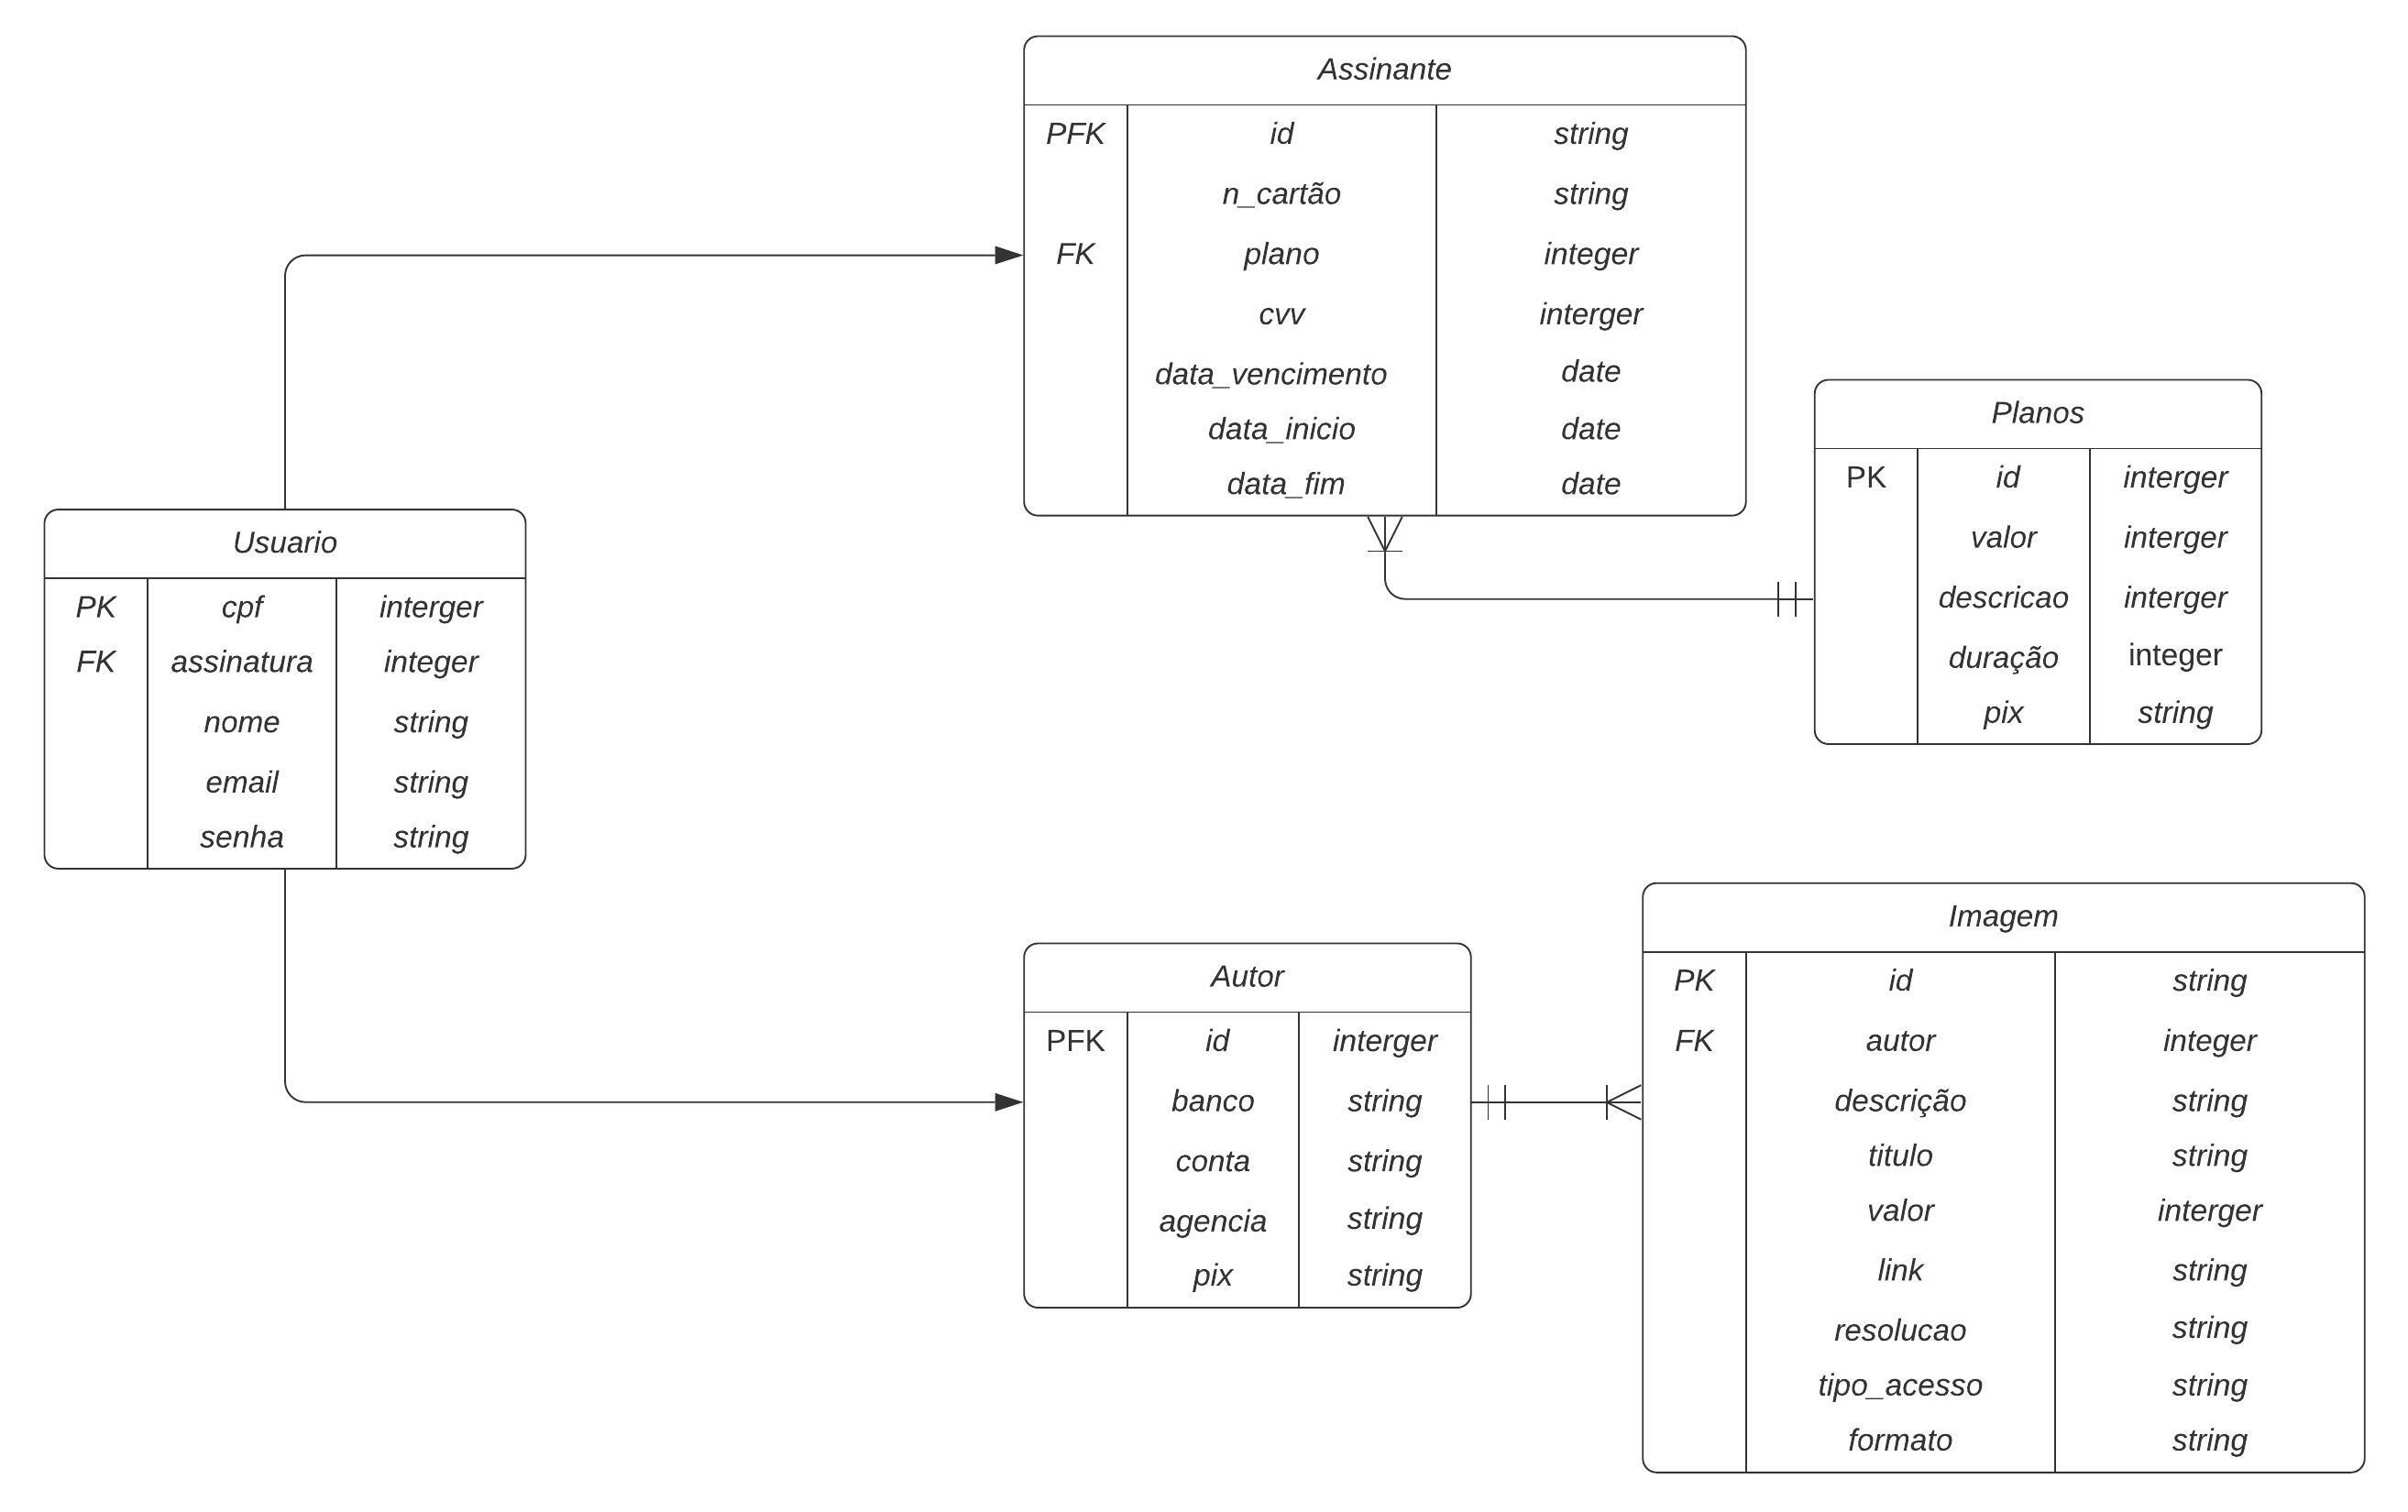 Assinante
PFK id string
n_cartão string
FK plano integer
cvv interger
data_vencimento date
data_inicio date
data_fim date
Planos
PK id interger
valor interger
descricao interger
duração integer
pix string
Usuario
PK cpf interger
FK assinatura integer
nome string
email string
senha string
Autor
PFK id interger
banco string
conta string
agencia string
pix string
Imagem
PK id string
FK autor integer
descrição string
titulo string
valor interger
link string
resolucao string
tipo_acesso string
formato string